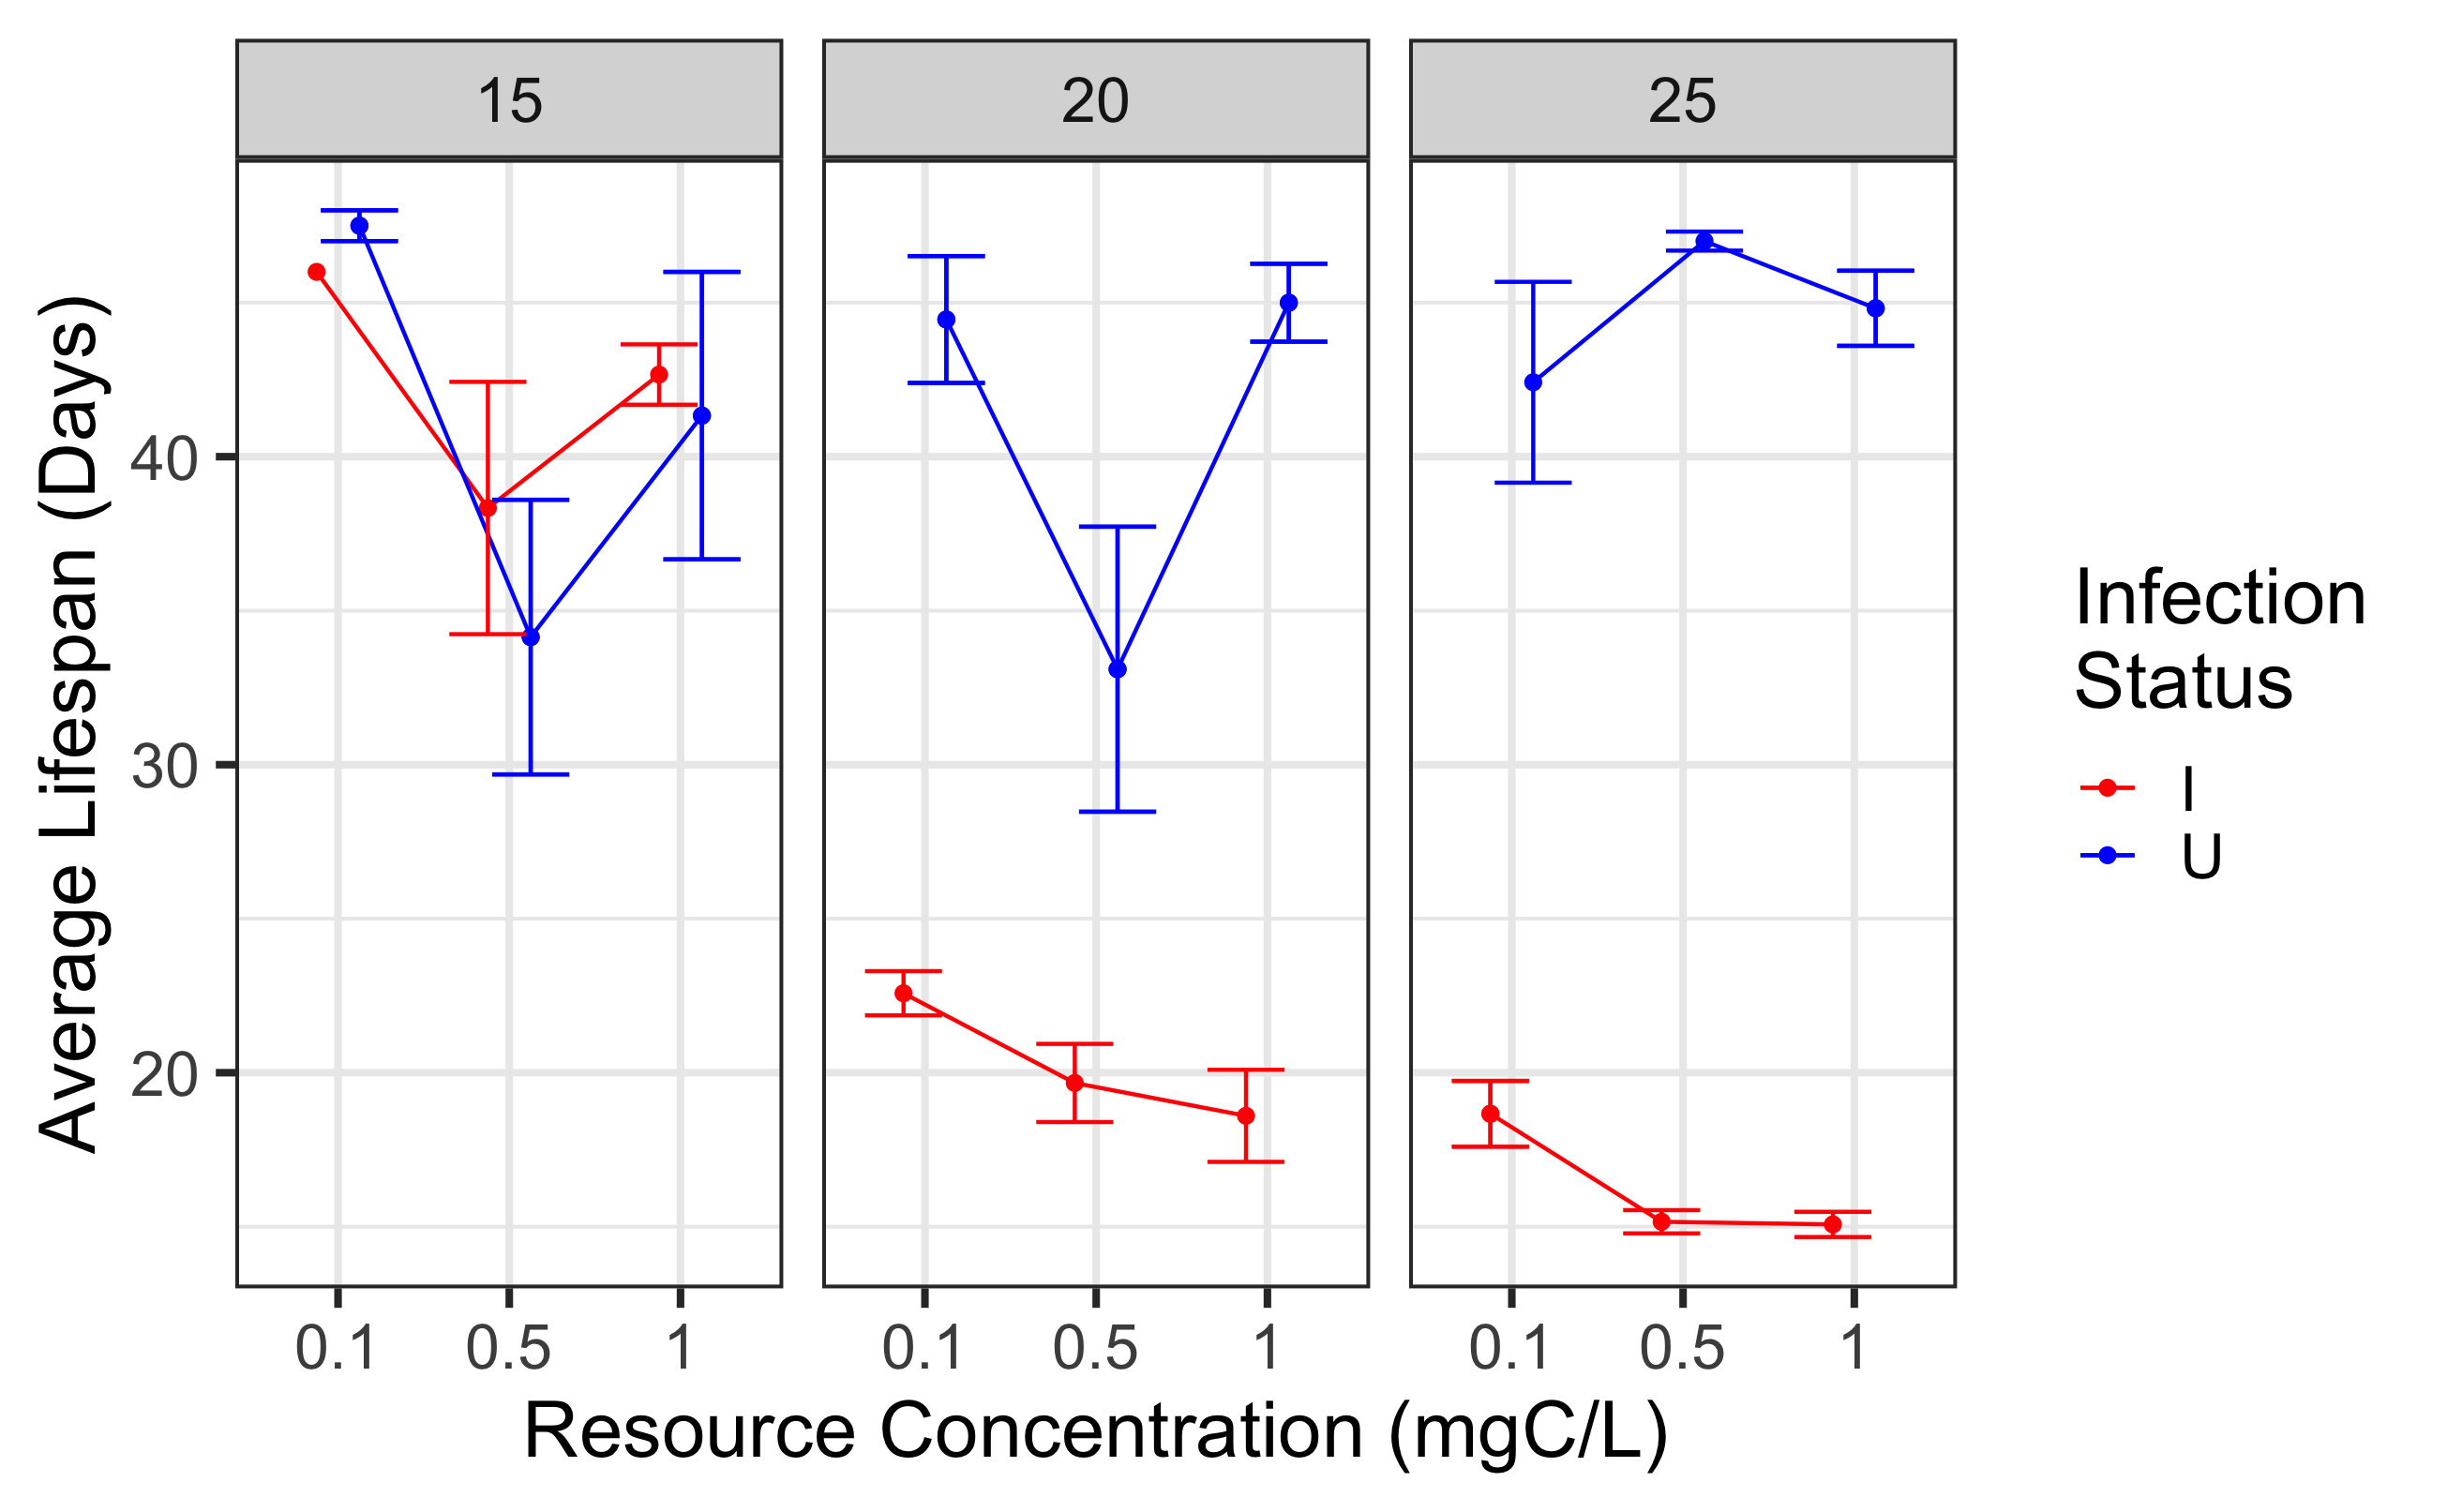 15 20 25
Average Lifespan (Days)
40
30
20
0.1 0.5 1 0.1 0.5 1 0.1 0.5 1
Resource Concentration (mgC/L)
Infection
Status
I
U